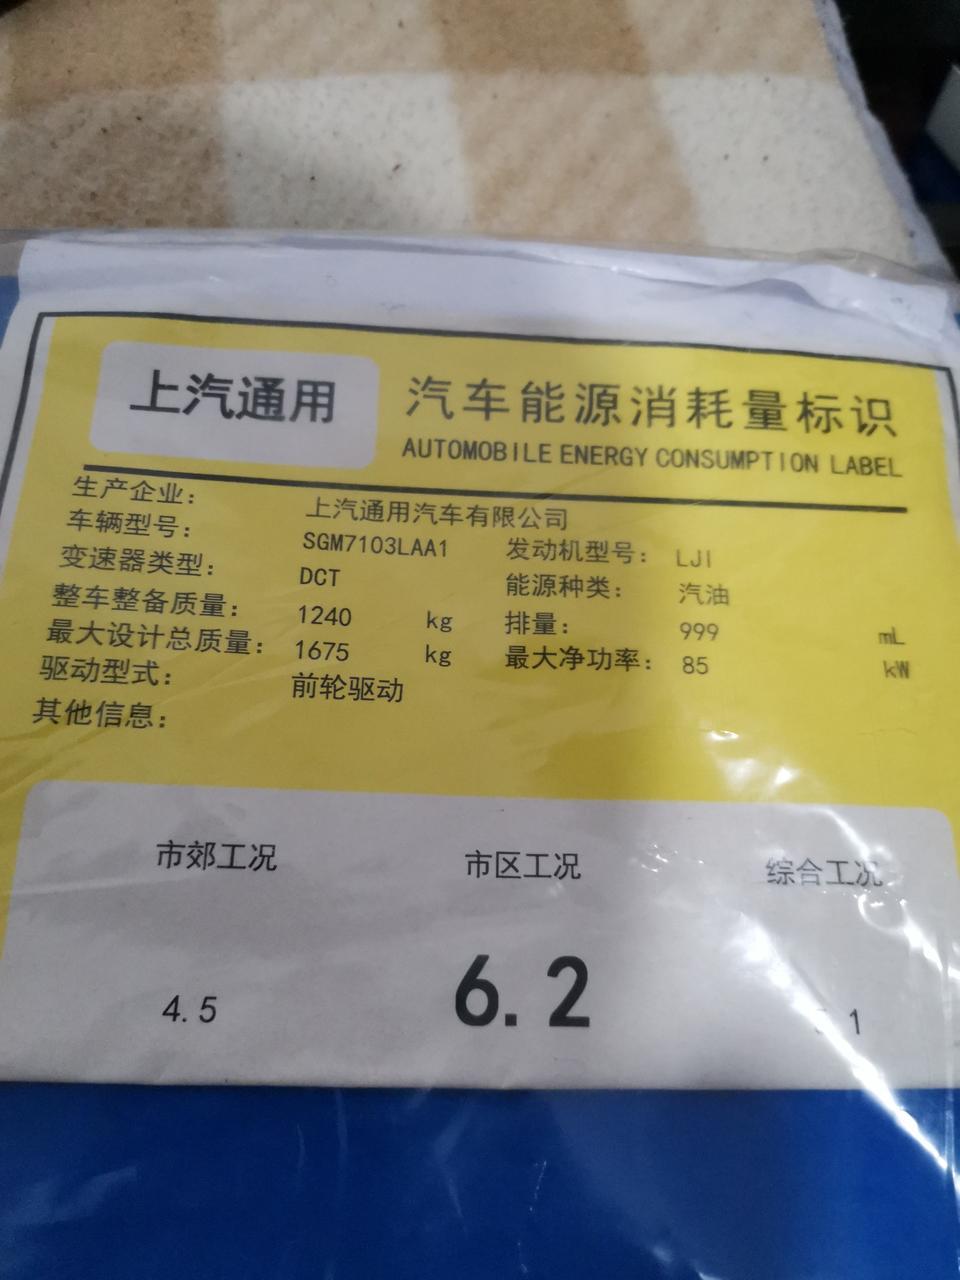 上汽通用
汽车能源消耗量标识
AUTOMOBILE ENERGY CONSUMPTION LABEL
生产企业： 上汽通用汽车有限公司
车辆型号： SGM7103LAA1 发动机型号： LJI
变速器类型： DCT 能源种类： 汽油
整车整备质量： 1240 kg 排量： 999 mL
最大设计总质量： 1675 kg 最大净功率： 85 kW
驱动型式： 前轮驱动
其他信息：
市郊工况 市区工况 综合工况
4.5 6.2